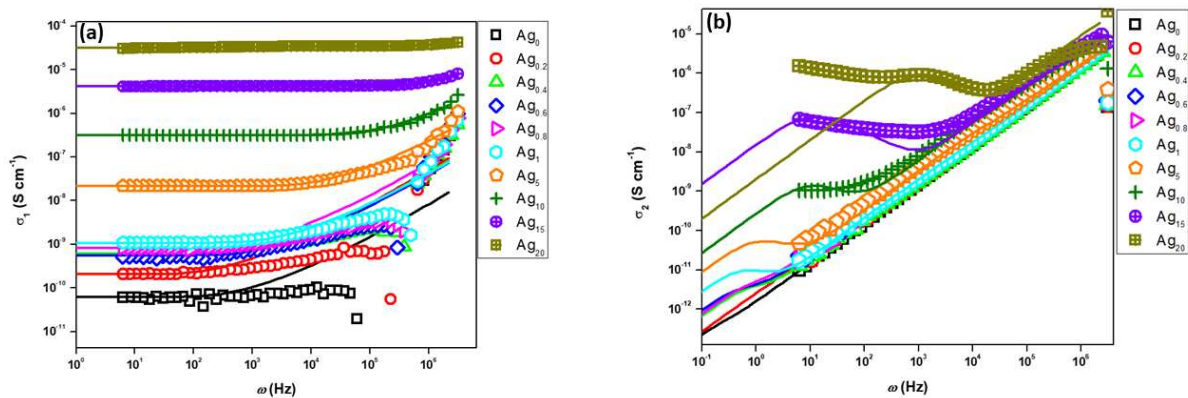 (a)
10⁻⁴
10⁻⁵
10⁻⁶
10⁻⁷
10⁻⁸
10⁻⁹
10⁻¹⁰
10⁻¹¹
σ₁ (S cm⁻¹)
10⁰ 10¹ 10² 10³ 10⁴ 10⁵ 10⁶
ω (Hz)
Ag₀
Ag₀.₂
Ag₀.₄
Ag₀.₆
Ag₀.₈
Ag₁
Ag₅
Ag₁₀
Ag₁₅
Ag₂₀
(b)
10⁻⁵
10⁻⁶
10⁻⁷
10⁻⁸
10⁻⁹
10⁻¹⁰
10⁻¹¹
10⁻¹²
σ₂ (S cm⁻¹)
10⁻¹ 10⁰ 10¹ 10² 10³ 10⁴ 10⁵ 10⁶
ω (Hz)
Ag₀
Ag₀.₂
Ag₀.₄
Ag₀.₆
Ag₀.₈
Ag₁
Ag₅
Ag₁₀
Ag₁₅
Ag₂₀